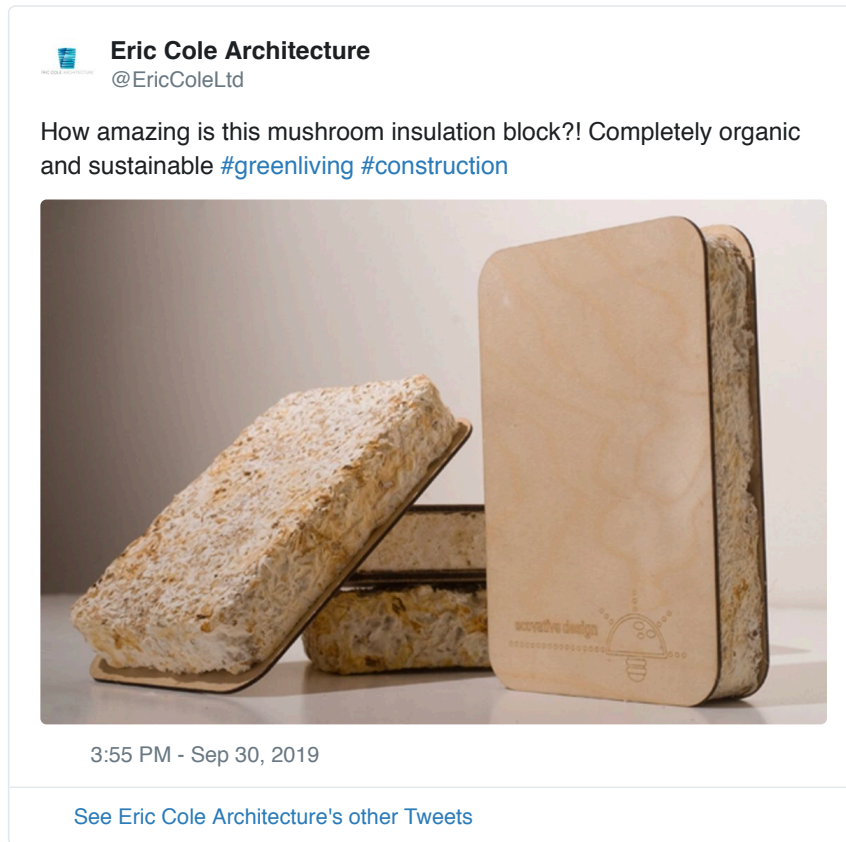 Eric Cole Architecture
@EricColeLtd
How amazing is this mushroom insulation block?! Completely organic
and sustainable #greenliving #construction
ecovative design
3:55 PM - Sep 30, 2019
See Eric Cole Architecture's other Tweets